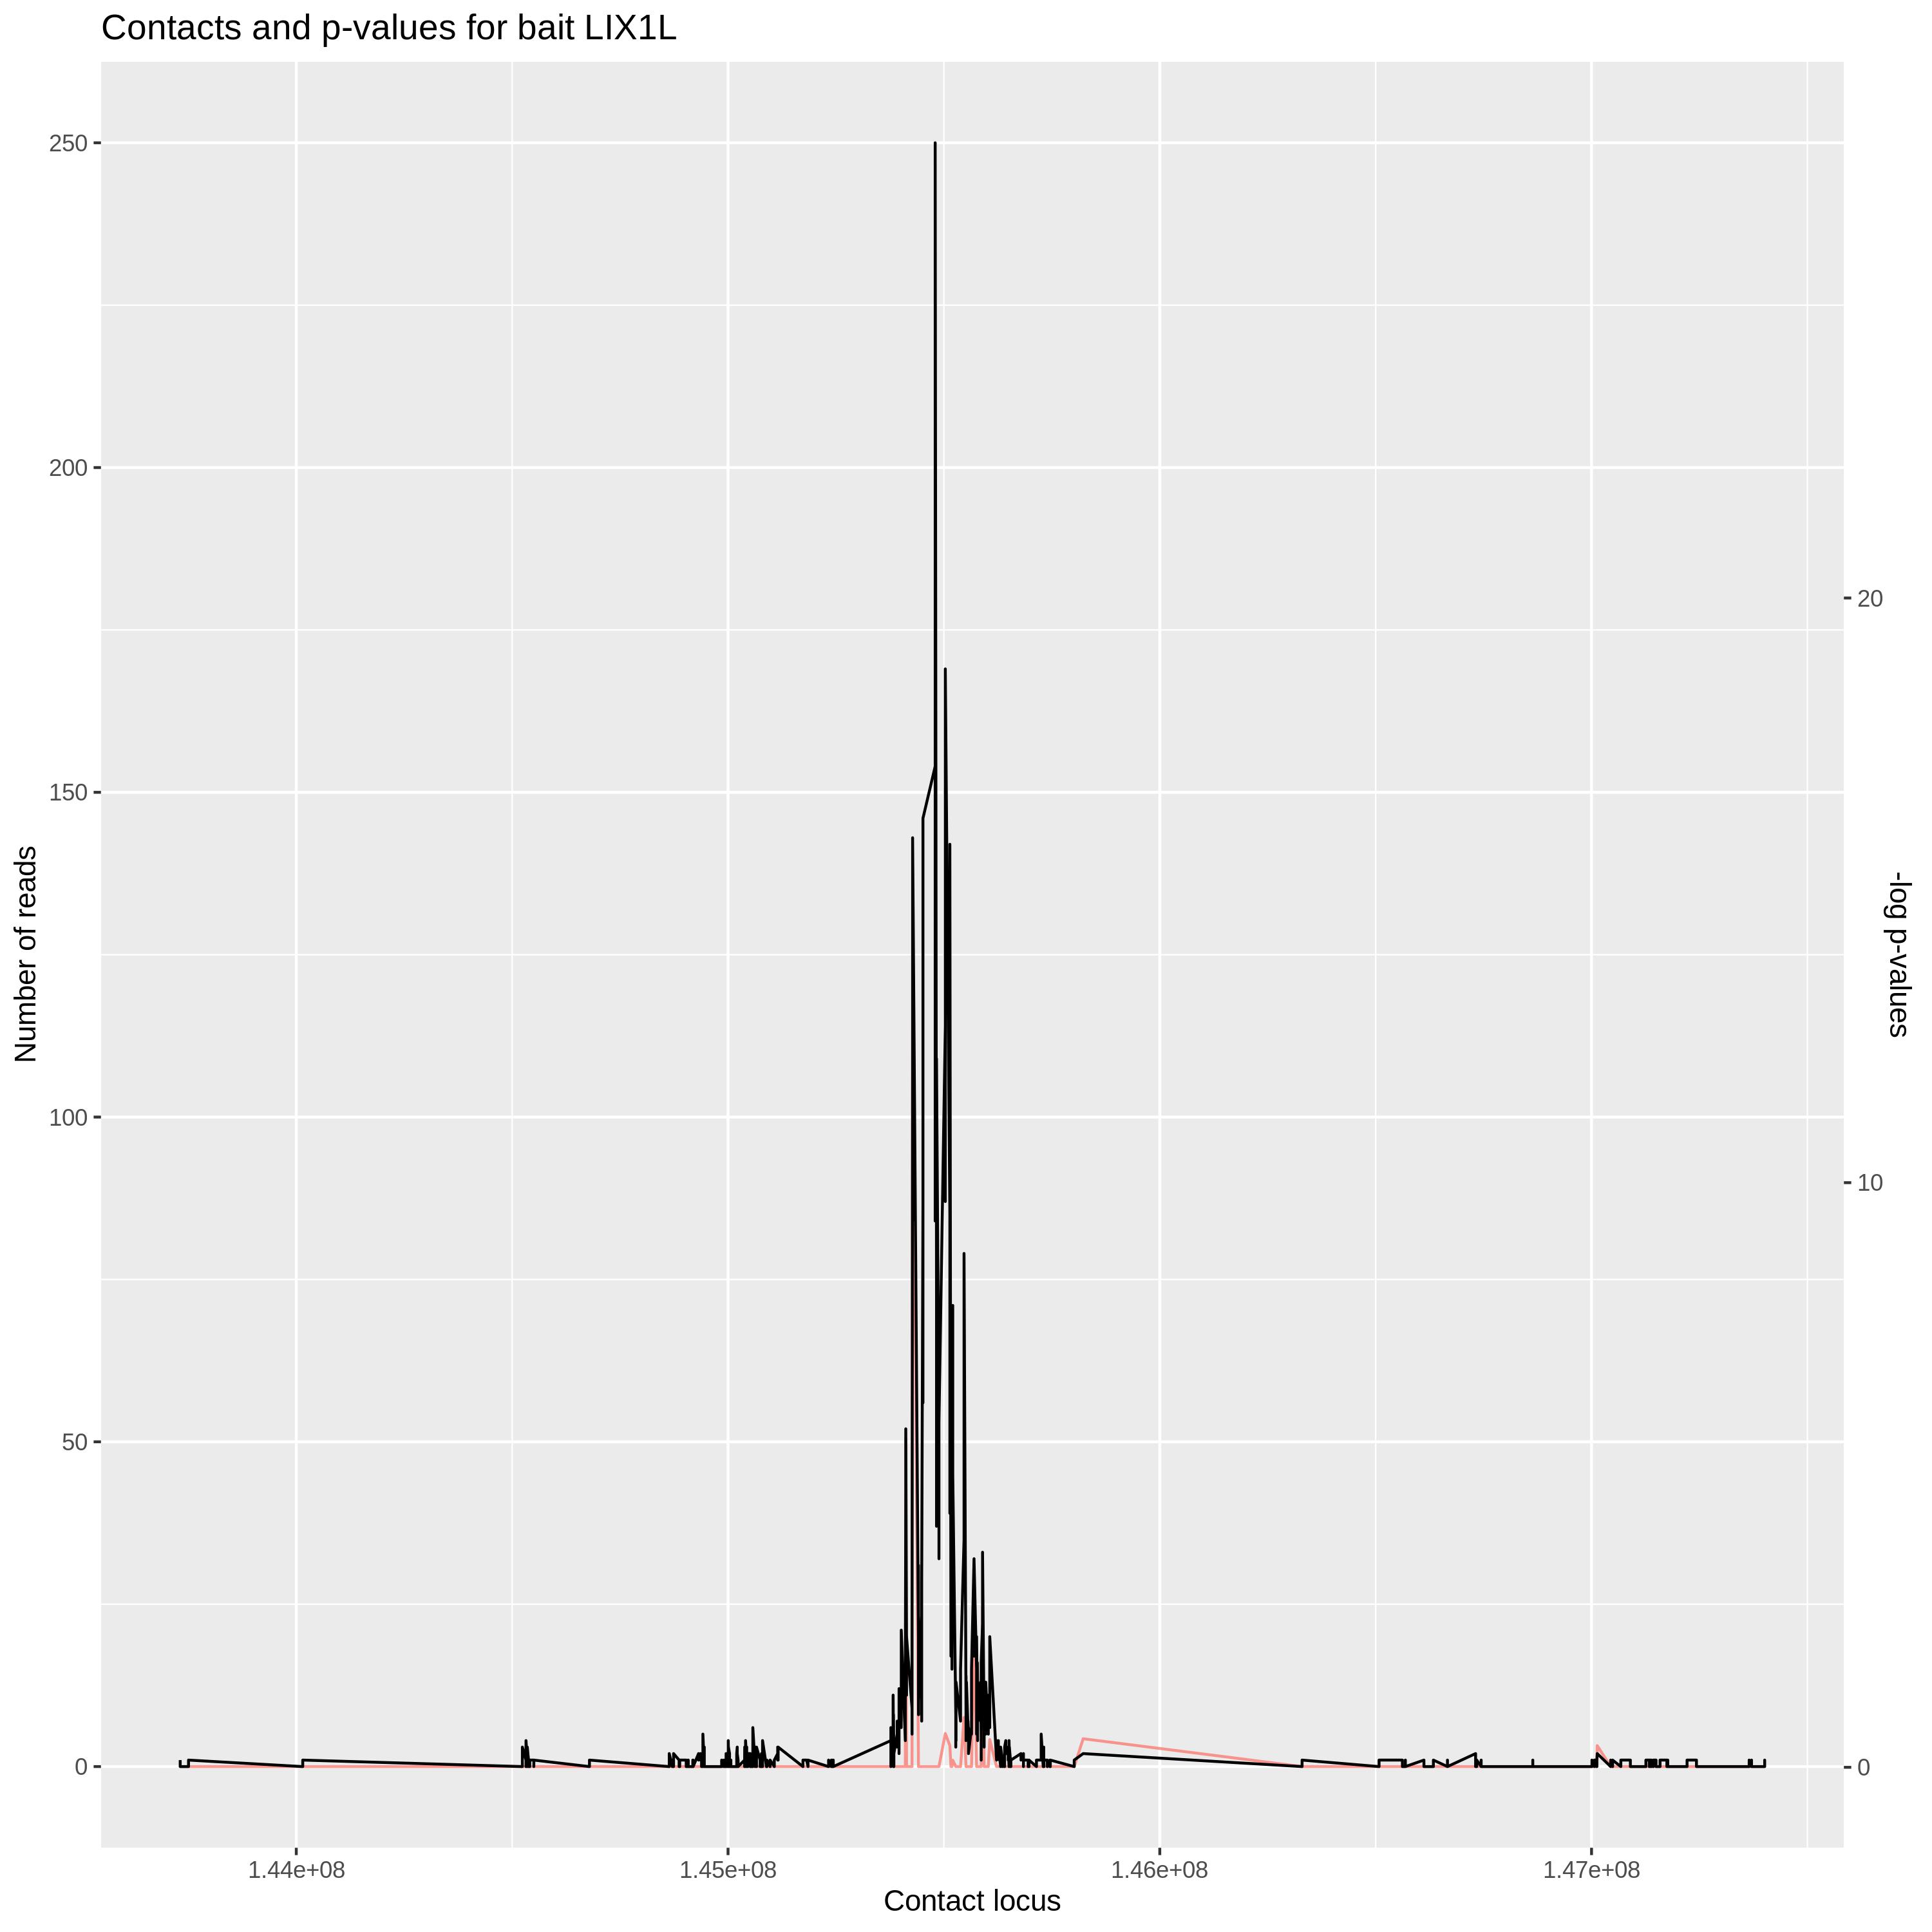 Contacts and p-values for bait LIX1L
250
200
150
100
50
0
Number of reads
20
10
0
-log p-values
1.44e+08
1.45e+08
1.46e+08
1.47e+08
Contact locus